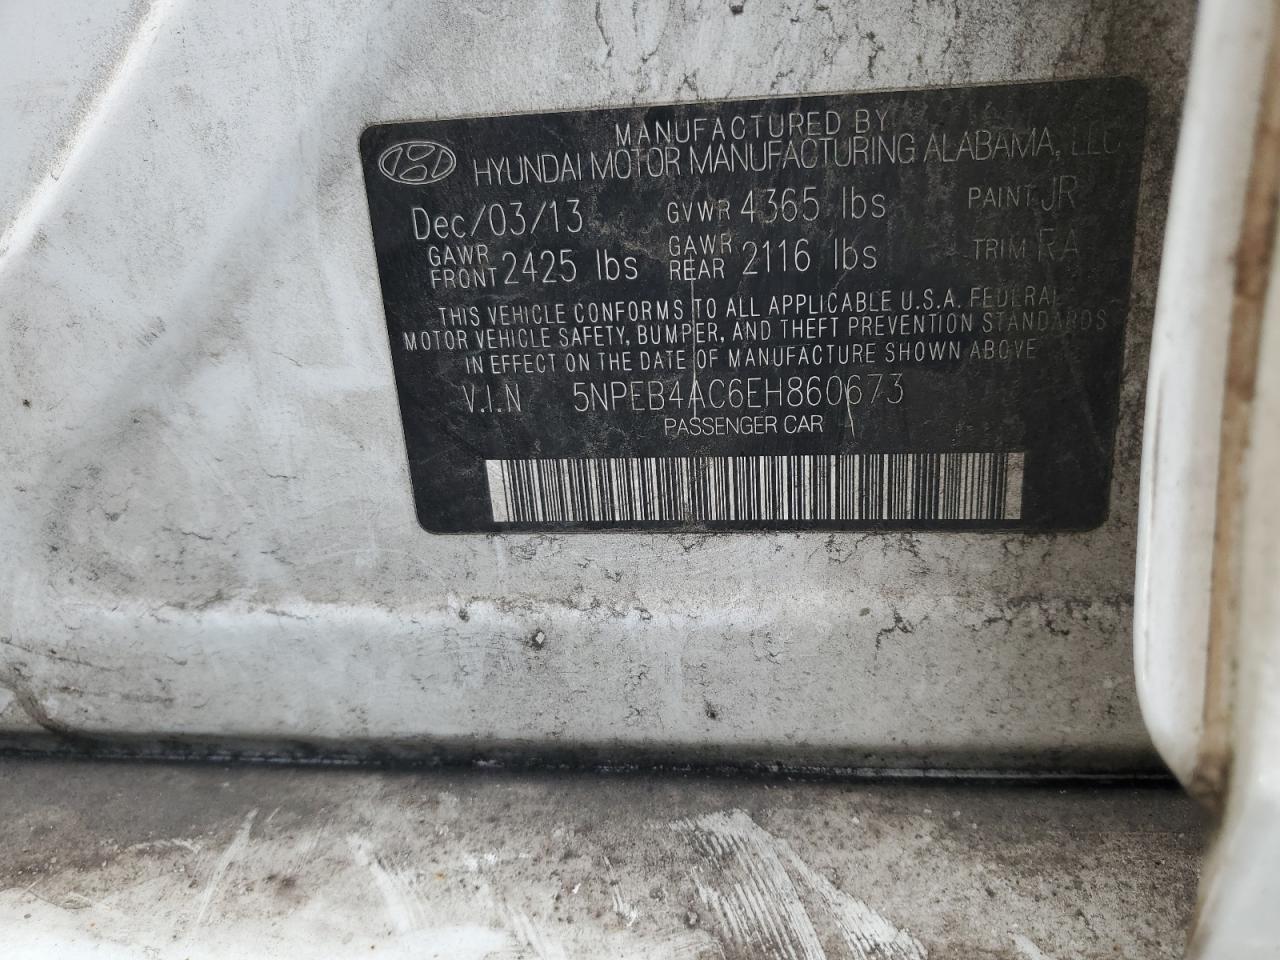 MANUFACTURED BY
HYUNDAI MOTOR MANUFACTURING ALABAMA, LLC
Dec/03/13 GVWR 4365 lbs PAINT JR
GAWR FRONT 2425 lbs GAWR REAR 2116 lbs TRIM RA
THIS VEHICLE CONFORMS TO ALL APPLICABLE U.S.A. FEDERAL
MOTOR VEHICLE SAFETY, BUMPER, AND THEFT PREVENTION STANDARDS
IN EFFECT ON THE DATE OF MANUFACTURE SHOWN ABOVE
V.I.N 5NPEB4AC6EH860673
PASSENGER CAR